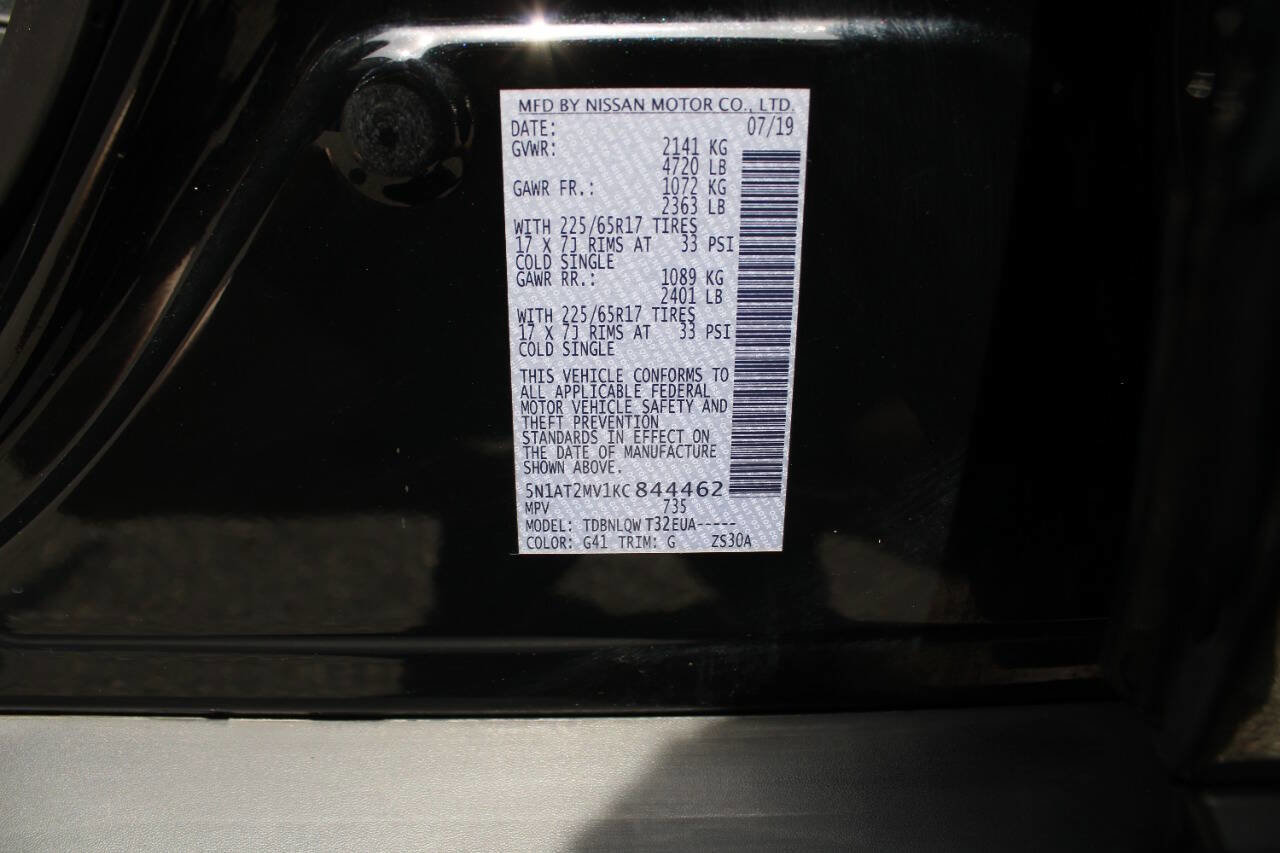 MFD BY NISSAN MOTOR CO., LTD.
DATE: 07/19
GVWR: 2141 KG
4720 LB
GAWR FR.: 1072 KG
2363 LB
WITH 225/65R17 TIRES
17 X 7J RIMS AT 33 PSI
COLD SINGLE
GAWR RR.: 1089 KG
2401 LB
WITH 225/65R17 TIRES
17 X 7J RIMS AT 33 PSI
COLD SINGLE
THIS VEHICLE CONFORMS TO
ALL APPLICABLE FEDERAL
MOTOR VEHICLE SAFETY AND
THEFT PREVENTION
STANDARDS IN EFFECT ON
THE DATE OF MANUFACTURE
SHOWN ABOVE.
5N1AT2MV1KC844462
MPV 735
MODEL: TDBNLQW T32EUA-----
COLOR: G41 TRIM: G ZS30A